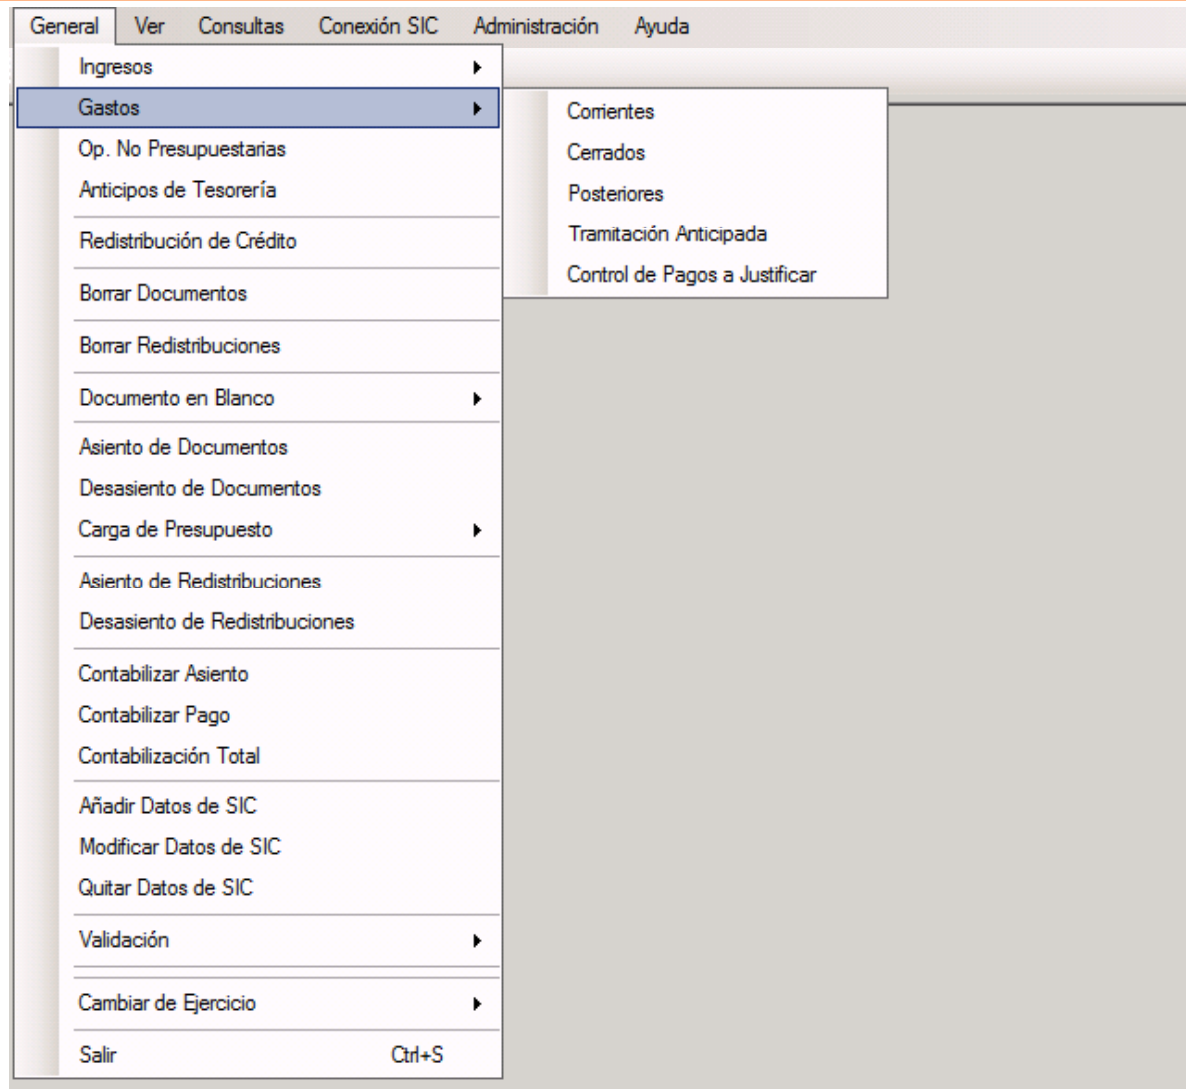 General Ver Consultas Conexión SIC Administración Ayuda
Ingresos
Gastos
Corrientes
Cerrados
Posteriores
Tramitación Anticipada
Control de Pagos a Justificar
Op. No Presupuestarias
Anticipos de Tesorería
Redistribución de Crédito
Borrar Documentos
Borrar Redistribuciones
Documento en Blanco
Asiento de Documentos
Desasiento de Documentos
Carga de Presupuesto
Asiento de Redistribuciones
Desasiento de Redistribuciones
Contabilizar Asiento
Contabilizar Pago
Contabilización Total
Añadir Datos de SIC
Modificar Datos de SIC
Quitar Datos de SIC
Validación
Cambiar de Ejercicio
Salir Ctrl+S